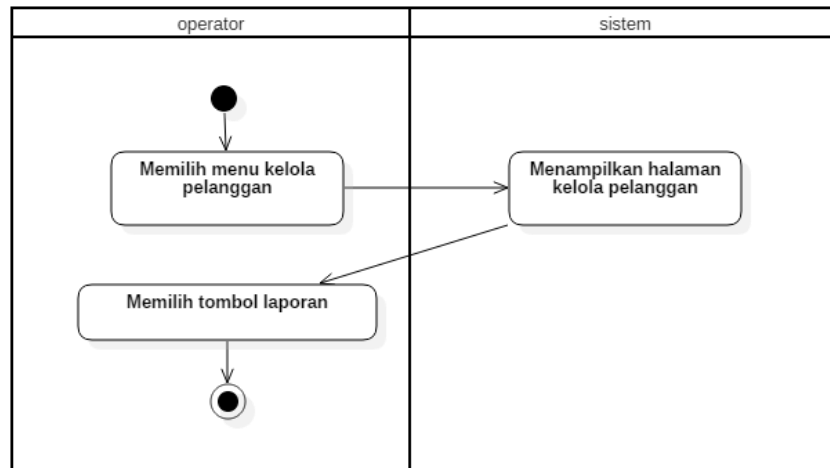 operator
sistem
Memilih menu kelola
pelanggan
Menampilkan halaman
kelola pelanggan
Memilih tombol laporan